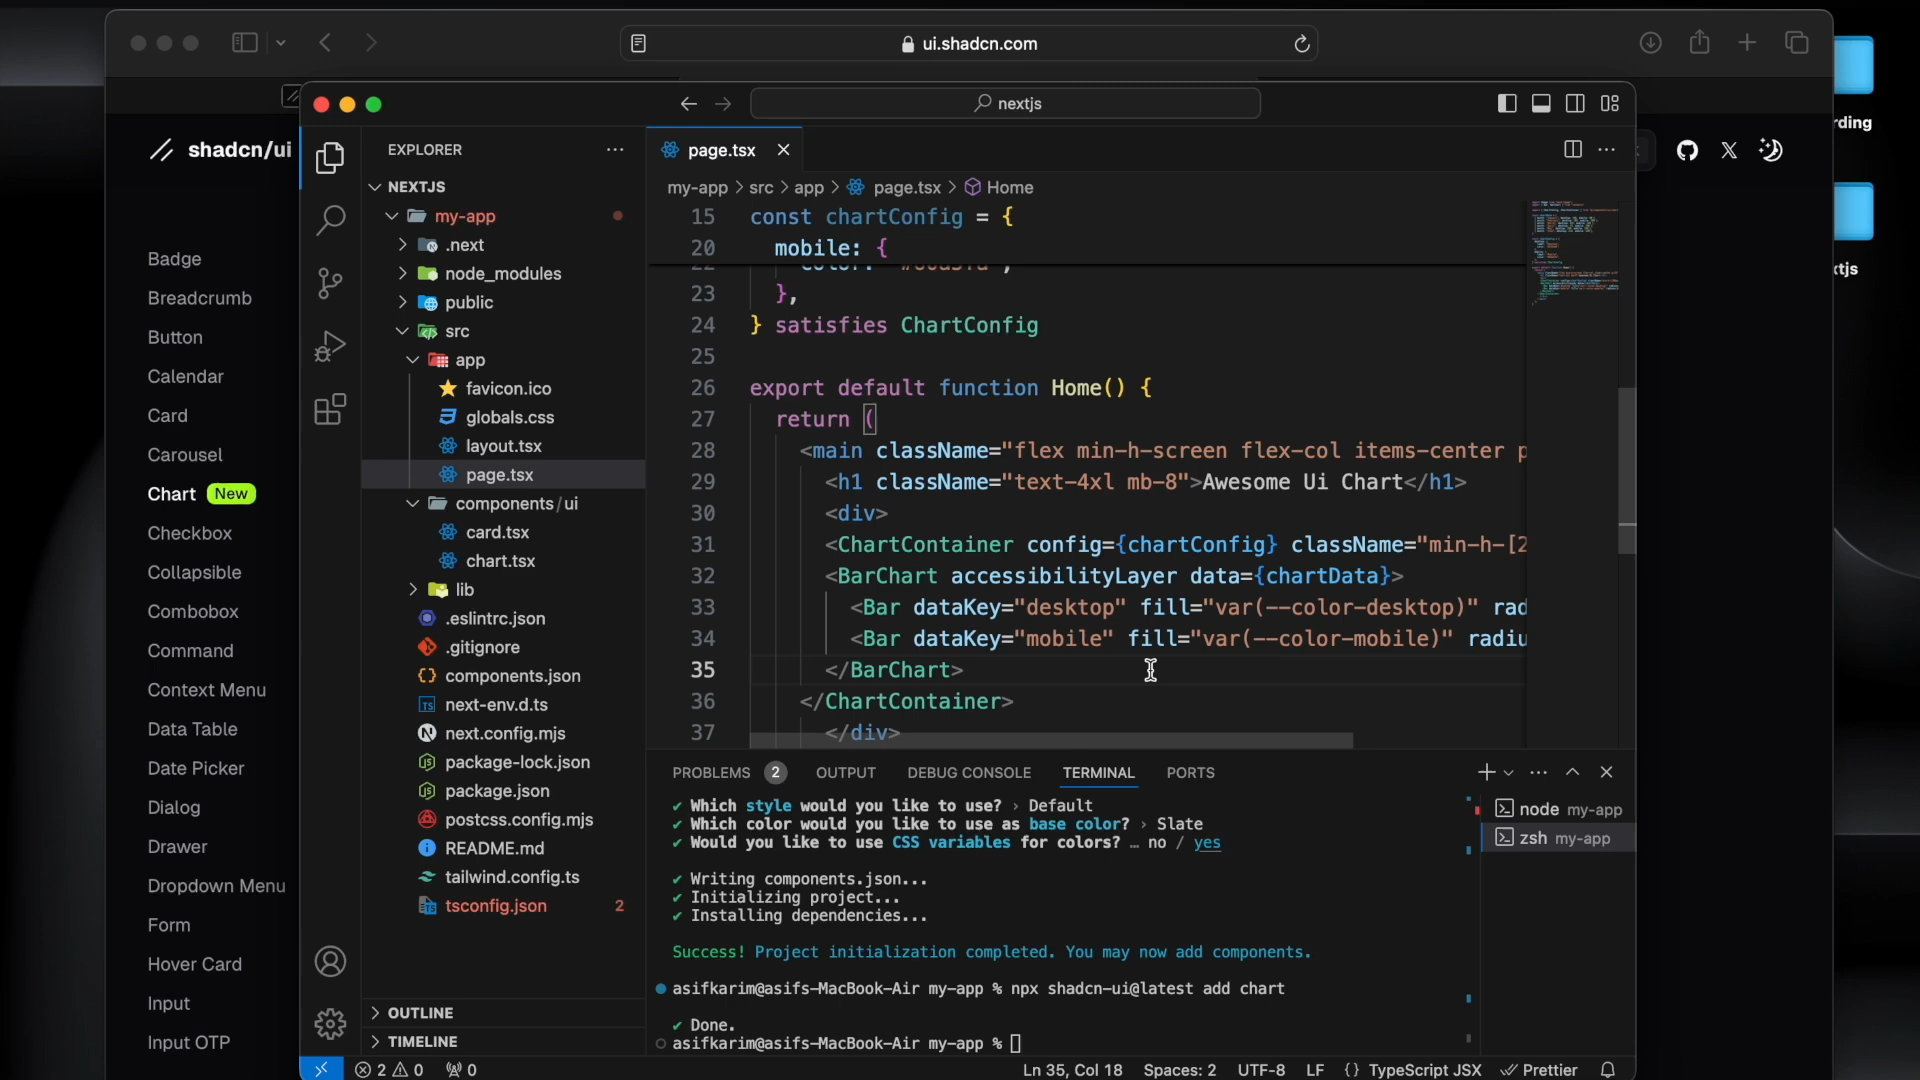 ui.shadcn.com
rding
xtjs
shadcn/ui
Badge
Breadcrumb
Button
Calendar
Card
Carousel
Chart New
Checkbox
Collapsible
Combobox
Command
Context Menu
Data Table
Date Picker
Dialog
Drawer
Dropdown Menu
Form
Hover Card
Input
Input OTP
nextjs
EXPLORER
NEXTJS
my-app
.next
node_modules
public
src
app
favicon.ico
globals.css
layout.tsx
page.tsx
components/ui
card.tsx
chart.tsx
lib
.eslintrc.json
.gitignore
components.json
next-env.d.ts
next.config.mjs
package-lock.json
package.json
postcss.config.mjs
README.md
tailwind.config.ts
tsconfig.json 2
OUTLINE
TIMELINE
page.tsx
my-app > src > app > page.tsx > Home
15 const chartConfig = {
20 mobile: {
23 },
24 } satisfies ChartConfig
25
26 export default function Home() {
27 return (
28 <main className="flex min-h-screen flex-col items-center p
29 <h1 className="text-4xl mb-8">Awesome Ui Chart</h1>
30 <div>
31 <ChartContainer config={chartConfig} className="min-h-[2
32 <BarChart accessibilityLayer data={chartData}>
33 <Bar dataKey="desktop" fill="var(--color-desktop)" rad
34 <Bar dataKey="mobile" fill="var(--color-mobile)" radiu
35 </BarChart>
36 </ChartContainer>
37 </div>
PROBLEMS 2 OUTPUT DEBUG CONSOLE TERMINAL PORTS
✔ Which style would you like to use? › Default
✔ Which color would you like to use as base color? › Slate
✔ Would you like to use CSS variables for colors? … no / yes
✔ Writing components.json...
✔ Initializing project...
✔ Installing dependencies...
Success! Project initialization completed. You may now add components.
asifkarim@asifs-MacBook-Air my-app % npx shadcn-ui@latest add chart
✔ Done.
asifkarim@asifs-MacBook-Air my-app %
node my-app
zsh my-app
2 0 0 Ln 35, Col 18 Spaces: 2 UTF-8 LF {} TypeScript JSX Prettier